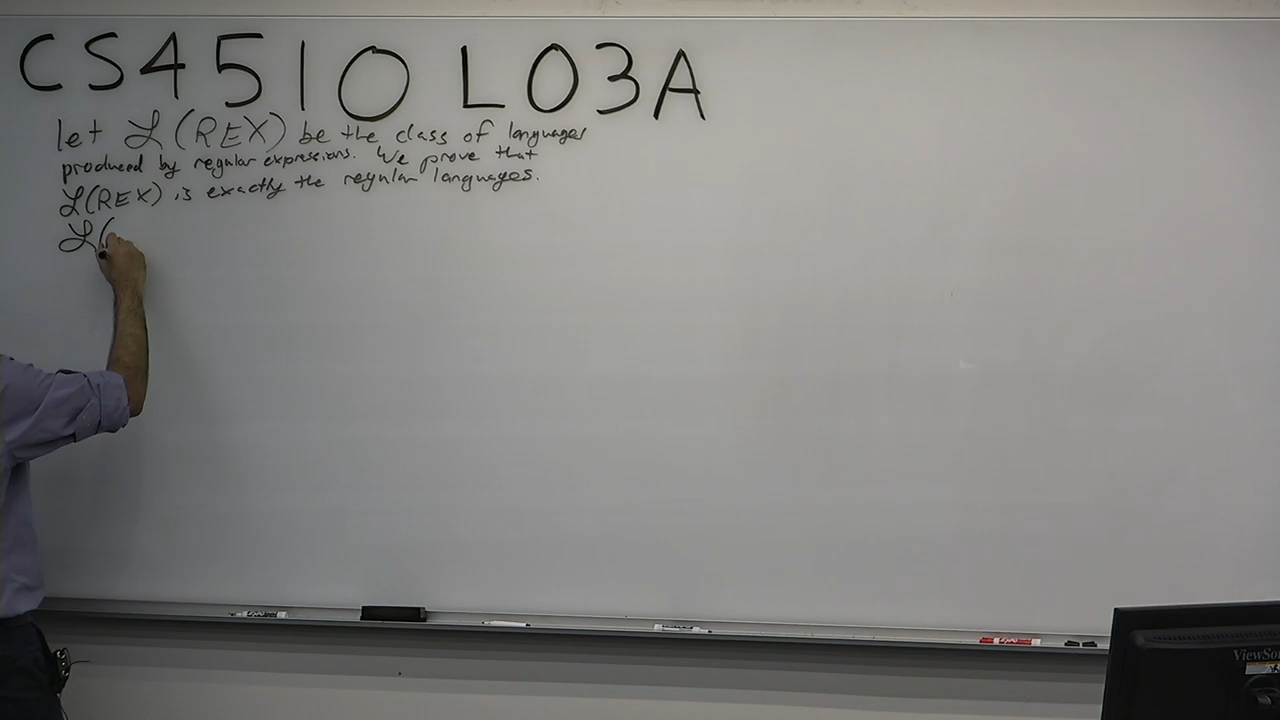 CS4510 L03A
let ℒ(REX) be the class of languages
produced by regular expressions. We prove that
ℒ(REX) is exactly the regular languages.
ℒ(
ViewSo